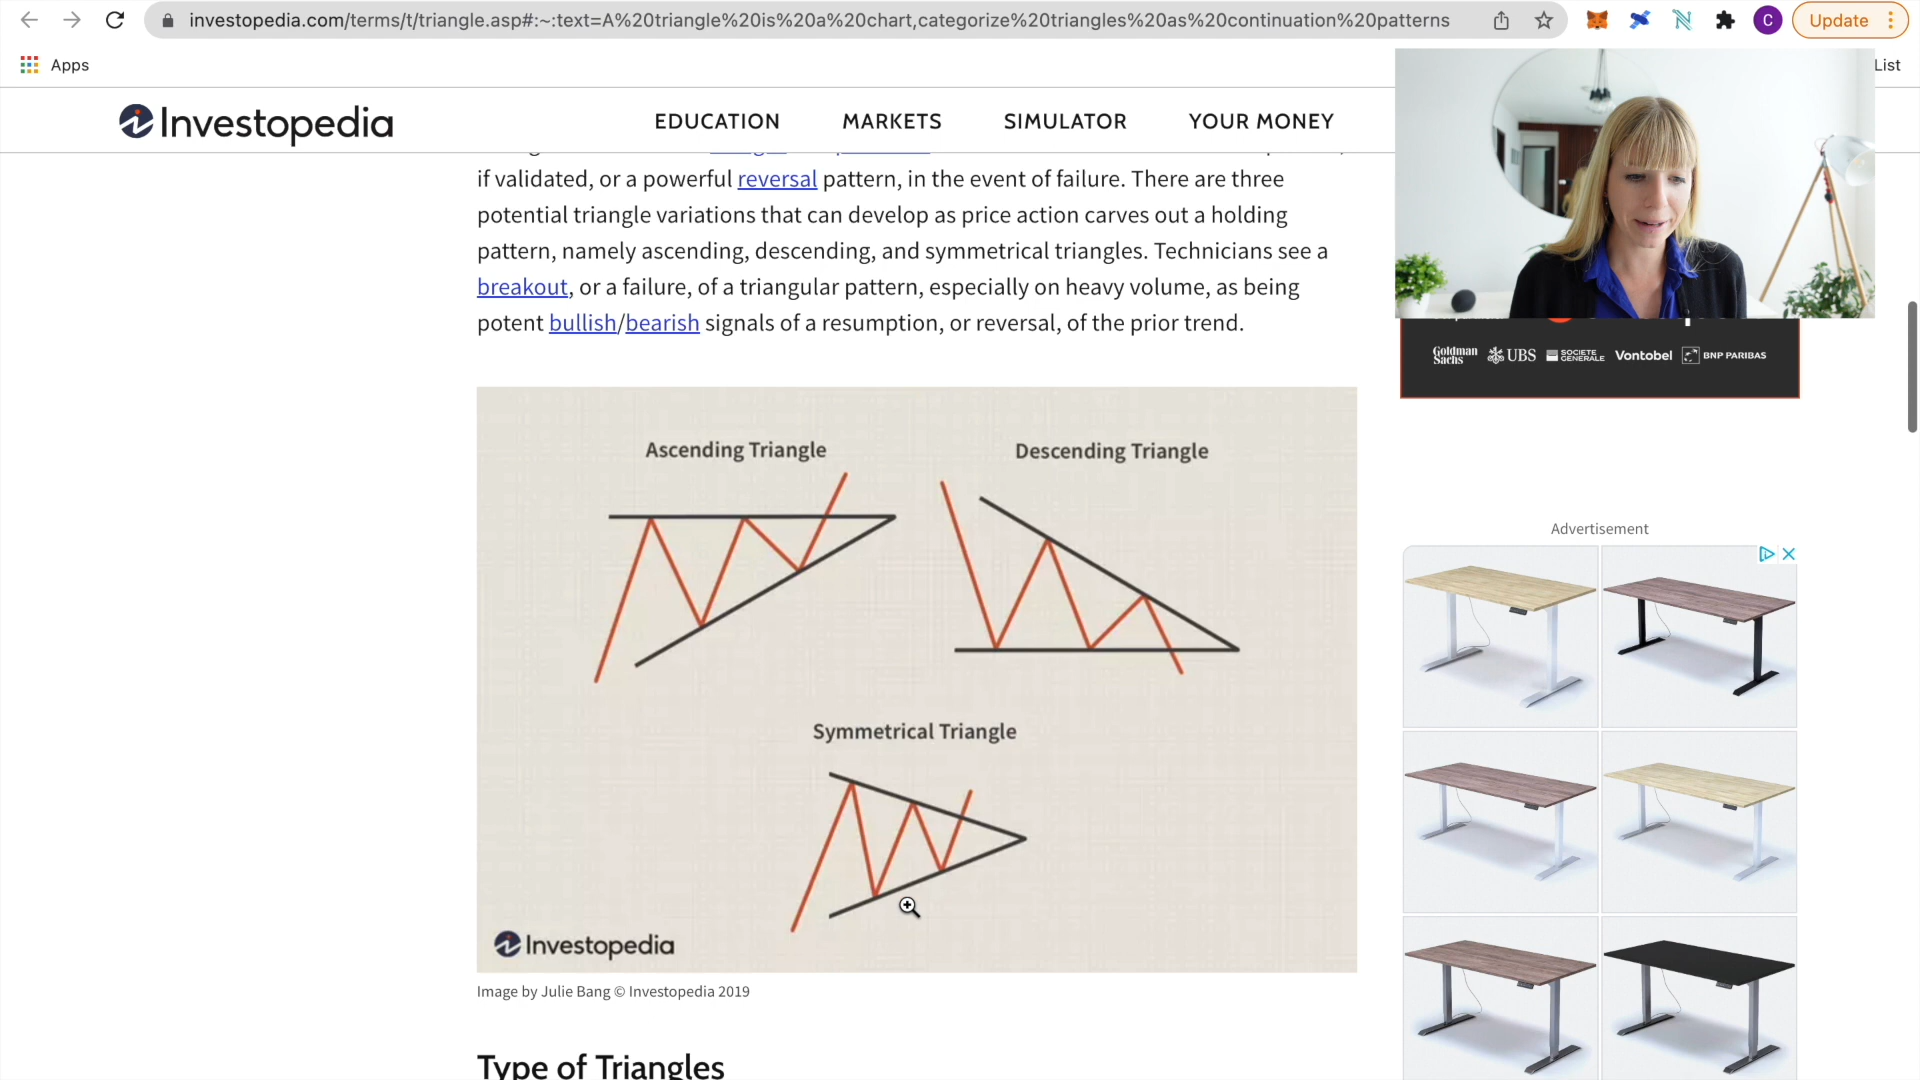 investopedia.com/terms/t/triangle.asp#:~:text=A%20triangle%20is%20a%20chart,categorize%20triangles%20as%20continuation%20patterns
C
Update
Apps
List
Investopedia
EDUCATION
MARKETS
SIMULATOR
YOUR MONEY
if validated, or a powerful reversal pattern, in the event of failure. There are three
potential triangle variations that can develop as price action carves out a holding
pattern, namely ascending, descending, and symmetrical triangles. Technicians see a
breakout, or a failure, of a triangular pattern, especially on heavy volume, as being
potent bullish/bearish signals of a resumption, or reversal, of the prior trend.
Goldman Sachs
UBS
SOCIETE GENERALE
Vontobel
BNP PARIBAS
Ascending Triangle
Descending Triangle
Symmetrical Triangle
Investopedia
Advertisement
Image by Julie Bang © Investopedia 2019
Type of Triangles